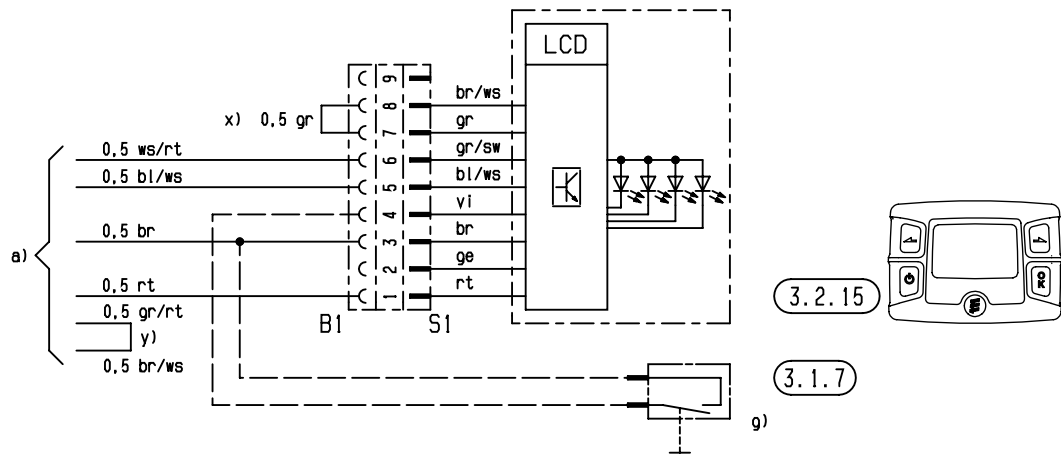 LCD
9
8
br/ws
x) 0,5 gr
7
gr
0,5 ws/rt
6
gr/sw
0,5 bl/ws
5
bl/ws
4
vi
0,5 br
3
br
a)
2
ge
0,5 rt
1
rt
0,5 gr/rt
B1
S1
y)
0,5 br/ws
3.2.15
OK
3.1.7
g)